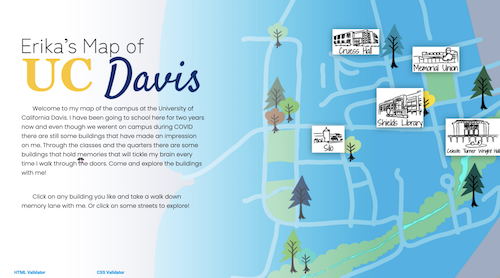 Erika's Map of
UC Davis
Welcome to my map of the campus at the University of
California Davis. I have been going to school here for two years
now and even though we werent on campus during COVID
there are still some buildings that have made an impression
on me. Through the classes and the quarters there are some
buildings that hold memories that will tickle my brain every
time i walk through the doors. Come and explore the buildings
with me!
Click on any building you like and take a walk down
memory lane with me. Or click on some streets to explore!
Cruess Hall
Memorial Union
Shields Library
Silo
Celeste Turner Wright Hall
HTML Validator
CSS Validator